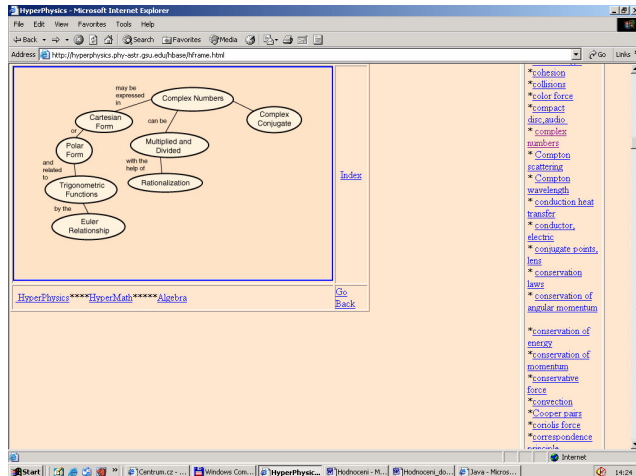 HyperPhysics - Microsoft Internet Explorer
File Edit View Favorites Tools Help
Back Search Favorites Media
Address http://hyperphysics.phy-astr.gsu.edu/hbase/hframe.html Go Links
may be
expressed
in
Complex Numbers
Cartesian
Form
can be
Complex
Conjugate
or
Polar
Form
Multiplied and
Divided
and
related
to
with the
help of
Trigonometric
Functions
Rationalization
by the
Euler
Relationship
Index
HyperPhysics****HyperMath*****Algebra
Go
Back
*cohesion
*collisions
*color force
*compact
disc,audio
* complex
numbers
* Compton
scattering
* Compton
wavelength
* conduction heat
transfer
* conductor,
electric
* conjugate points,
lens
* conservation
laws
* conservation of
angular momentum
*conservation of
energy
*conservation of
momentum
*conservative
force
*convection
*Cooper pairs
*coriolis force
*correspondence
principle
Internet
Start » Centrum.cz - ... Windows Com... HyperPhysic... Hodnoceni - M... Hodnoceni_do... Java - Micros... 14:24